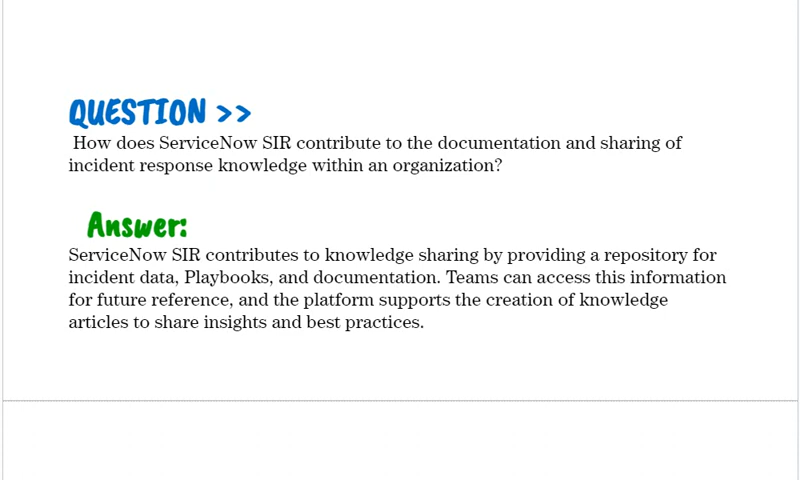 QUESTION >>
How does ServiceNow SIR contribute to the documentation and sharing of
incident response knowledge within an organization?
Answer:
ServiceNow SIR contributes to knowledge sharing by providing a repository for
incident data, Playbooks, and documentation. Teams can access this information
for future reference, and the platform supports the creation of knowledge
articles to share insights and best practices.